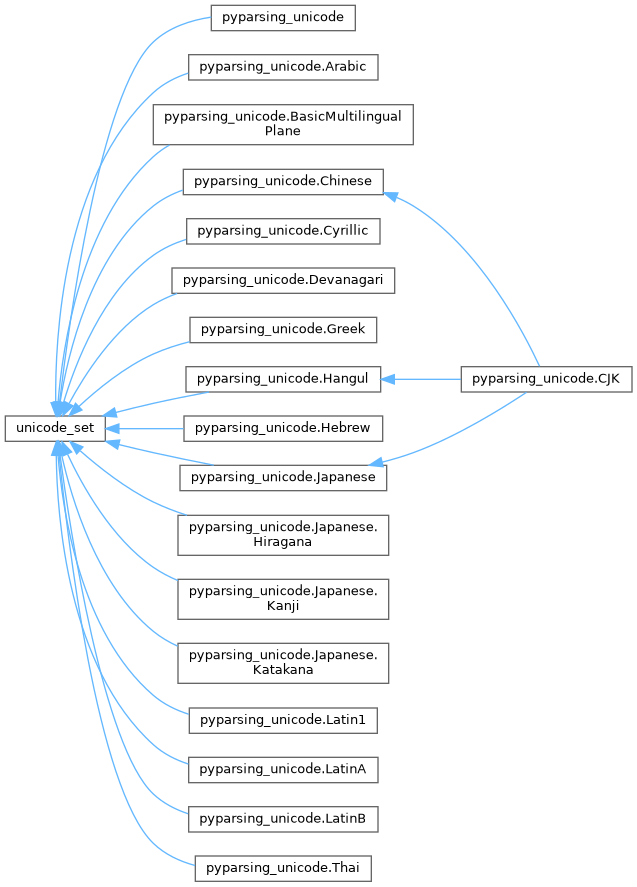 pyparsing_unicode
pyparsing_unicode.Arabic
pyparsing_unicode.BasicMultilingual
Plane
pyparsing_unicode.Chinese
pyparsing_unicode.Cyrillic
pyparsing_unicode.Devanagari
pyparsing_unicode.Greek
pyparsing_unicode.Hangul
pyparsing_unicode.CJK
unicode_set
pyparsing_unicode.Hebrew
pyparsing_unicode.Japanese
pyparsing_unicode.Japanese.
Hiragana
pyparsing_unicode.Japanese.
Kanji
pyparsing_unicode.Japanese.
Katakana
pyparsing_unicode.Latin1
pyparsing_unicode.LatinA
pyparsing_unicode.LatinB
pyparsing_unicode.Thai